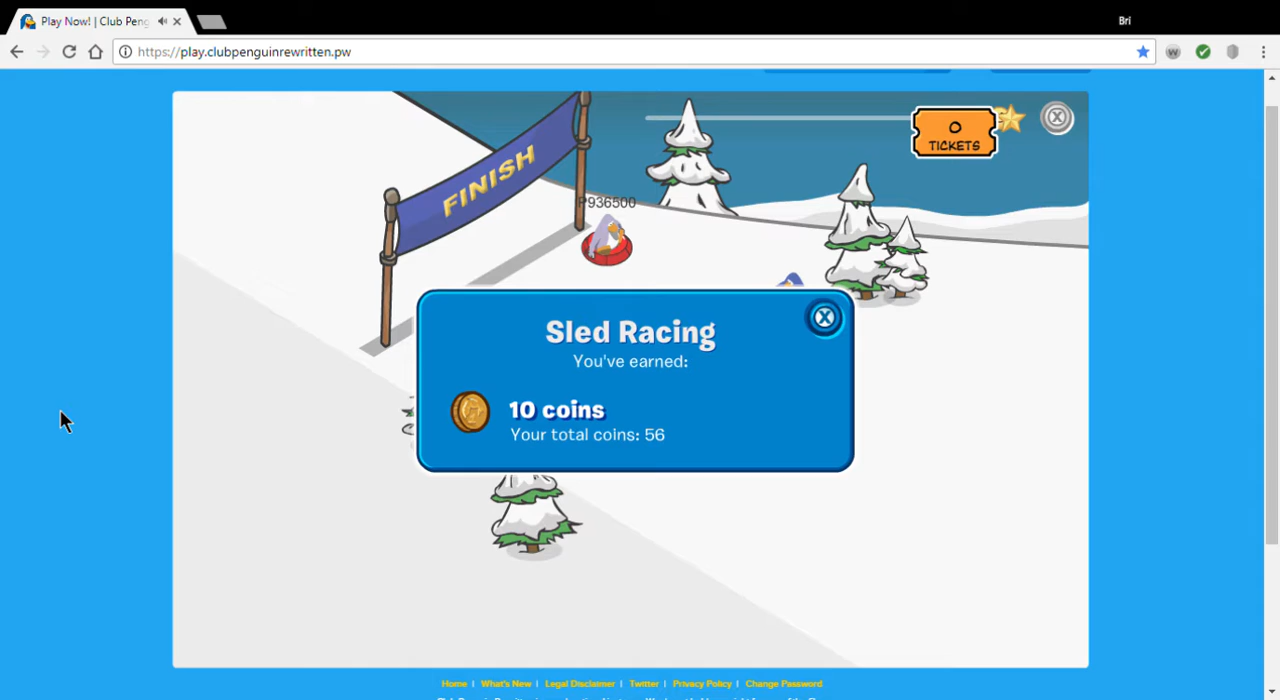 Play Now! | Club Peng
Bri
https://play.clubpenguinrewritten.pw
0
TICKETS
FINISH
P936500
Sled Racing
You've earned:
10 coins
Your total coins: 56
Home | What's New | Legal Disclaimer | Twitter | Privacy Policy | Change Password